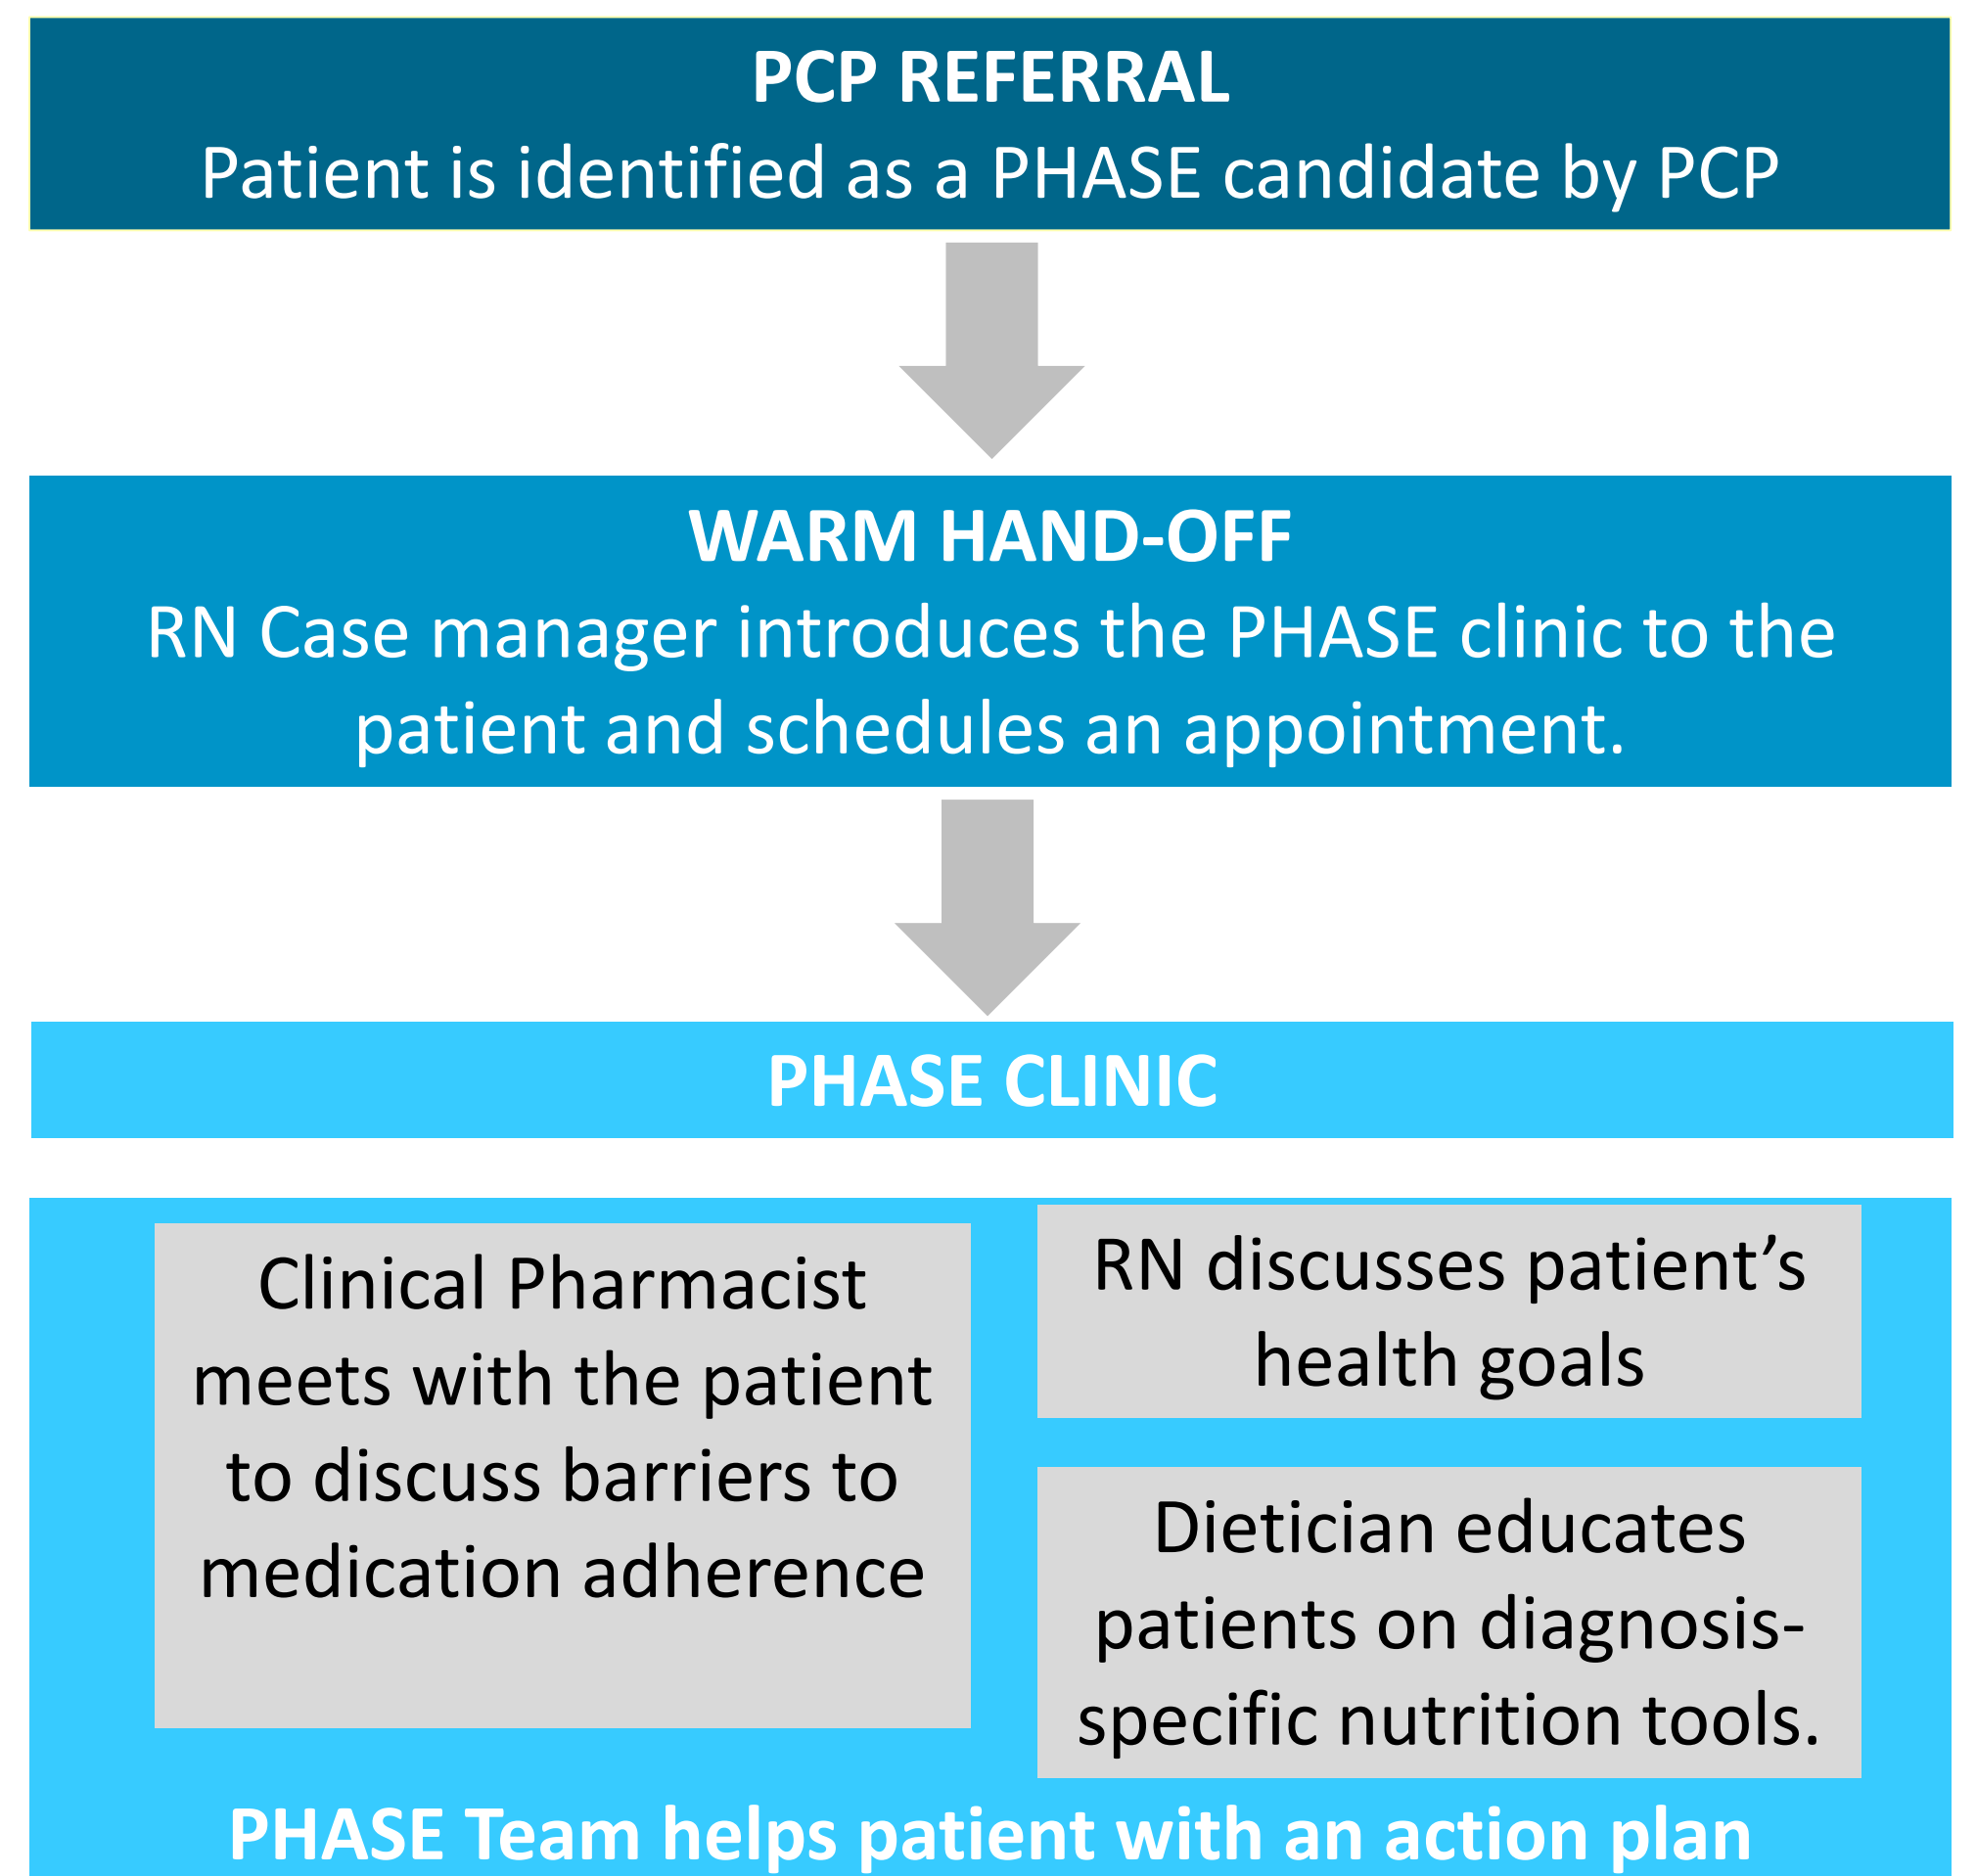 PCP REFERRAL
Patient is identified as a PHASE candidate by PCP
WARM HAND-OFF
RN Case manager introduces the PHASE clinic to the
patient and schedules an appointment.
PHASE CLINIC
Clinical Pharmacist
meets with the patient
to discuss barriers to
medication adherence
RN discusses patient’s
health goals
Dietician educates
patients on diagnosis-
specific nutrition tools.
PHASE Team helps patient with an action plan